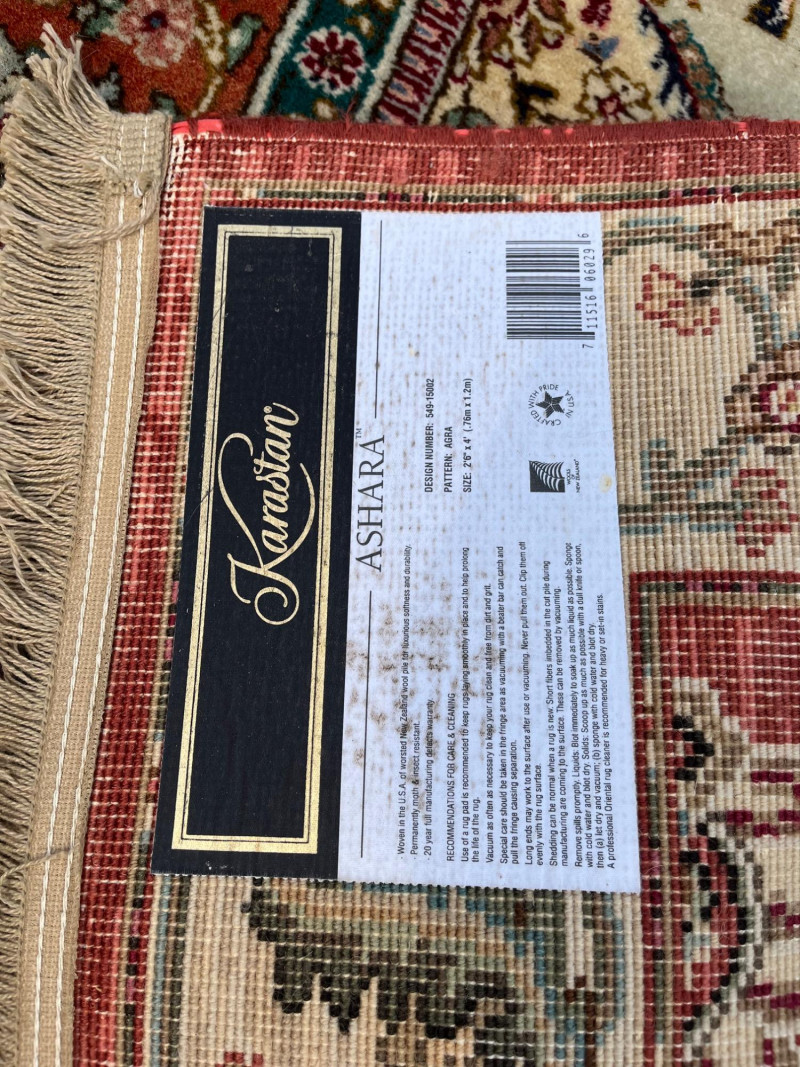 Karastan®
ASHARA™
Woven in the U.S.A. of worsted New Zealand wool pile for luxurious softness and durability.
Permanently moth & insect resistant.
20 year full manufacturing defects warranty.
DESIGN NUMBER: 549-15002
PATTERN: AGRA
SIZE: 2'6" x 4' (.76m x 1.2m)
RECOMMENDATIONS FOR CARE & CLEANING
Use of a rug pad is recommended to keep rugs laying smoothly in place and to help prolong
the life of the rug.
Vacuum as often as necessary to keep your rug clean and free from dirt and grit.
Special care should be taken in the fringe area as vacuuming with a beater bar can catch and
pull the fringe causing separation.
Long ends may work to the surface after use or vacuuming. Never pull them out. Clip them off
evenly with the rug surface.
Shedding can be normal when a rug is new. Short fibers imbedded in the cut pile during
manufacturing are coming to the surface. These can be removed by vacuuming.
Remove spills promptly. Liquids: Blot immediately to soak up as much liquid as possible. Sponge
with cold water and blot dry. Solids: Scoop up as much as possible with a dull knife or spoon,
then (a) let dry and vacuum; (b) sponge with cold water and blot dry.
A professional Oriental rug cleaner is recommended for heavy or set-in stains.
WOOLS
OF
NEW ZEALAND
CRAFTED WITH PRIDE IN U.S.A.
7 11516 06029 6